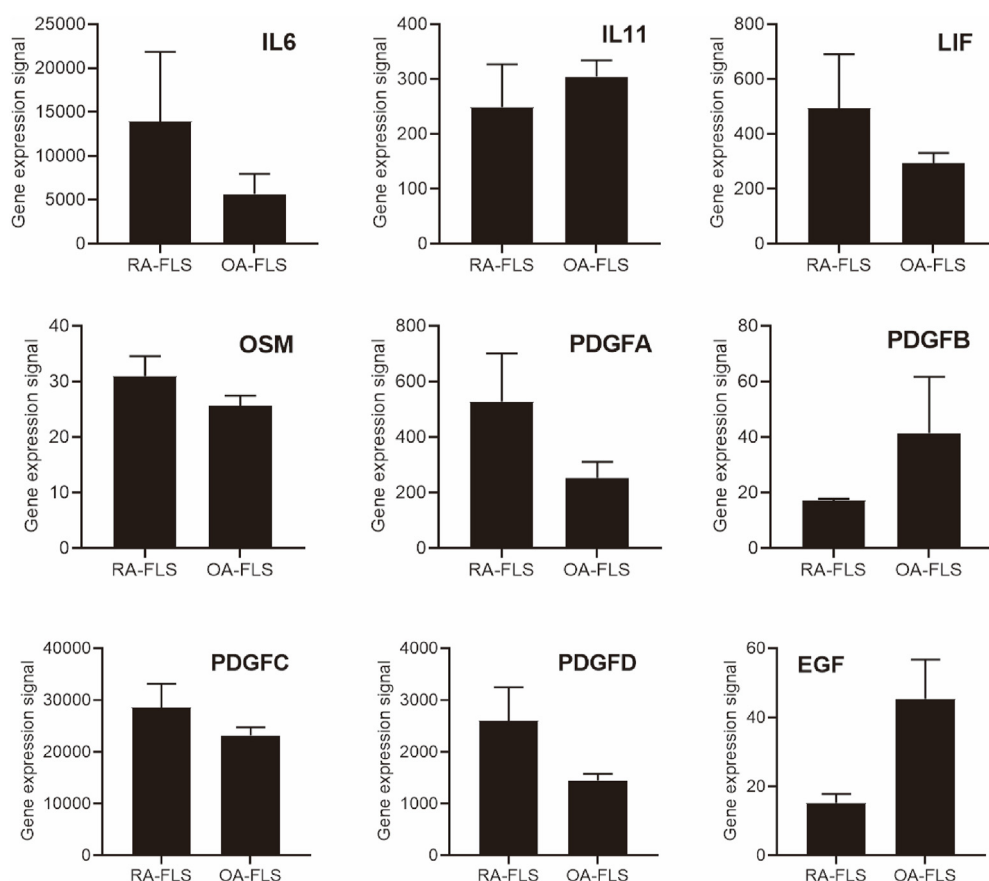 IL6
Gene expression signal
25000
20000
15000
10000
5000
0
RA-FLS
OA-FLS
IL11
Gene expression signal
400
300
200
100
0
RA-FLS
OA-FLS
LIF
Gene expression signal
800
600
400
200
0
RA-FLS
OA-FLS
OSM
Gene expression signal
40
30
20
10
0
RA-FLS
OA-FLS
PDGFA
Gene expression signal
800
600
400
200
0
RA-FLS
OA-FLS
PDGFB
Gene expression signal
80
60
40
20
0
RA-FLS
OA-FLS
PDGFC
Gene expression signal
40000
30000
20000
10000
0
RA-FLS
OA-FLS
PDGFD
Gene expression signal
4000
3000
2000
1000
0
RA-FLS
OA-FLS
EGF
Gene expression signal
60
40
20
0
RA-FLS
OA-FLS